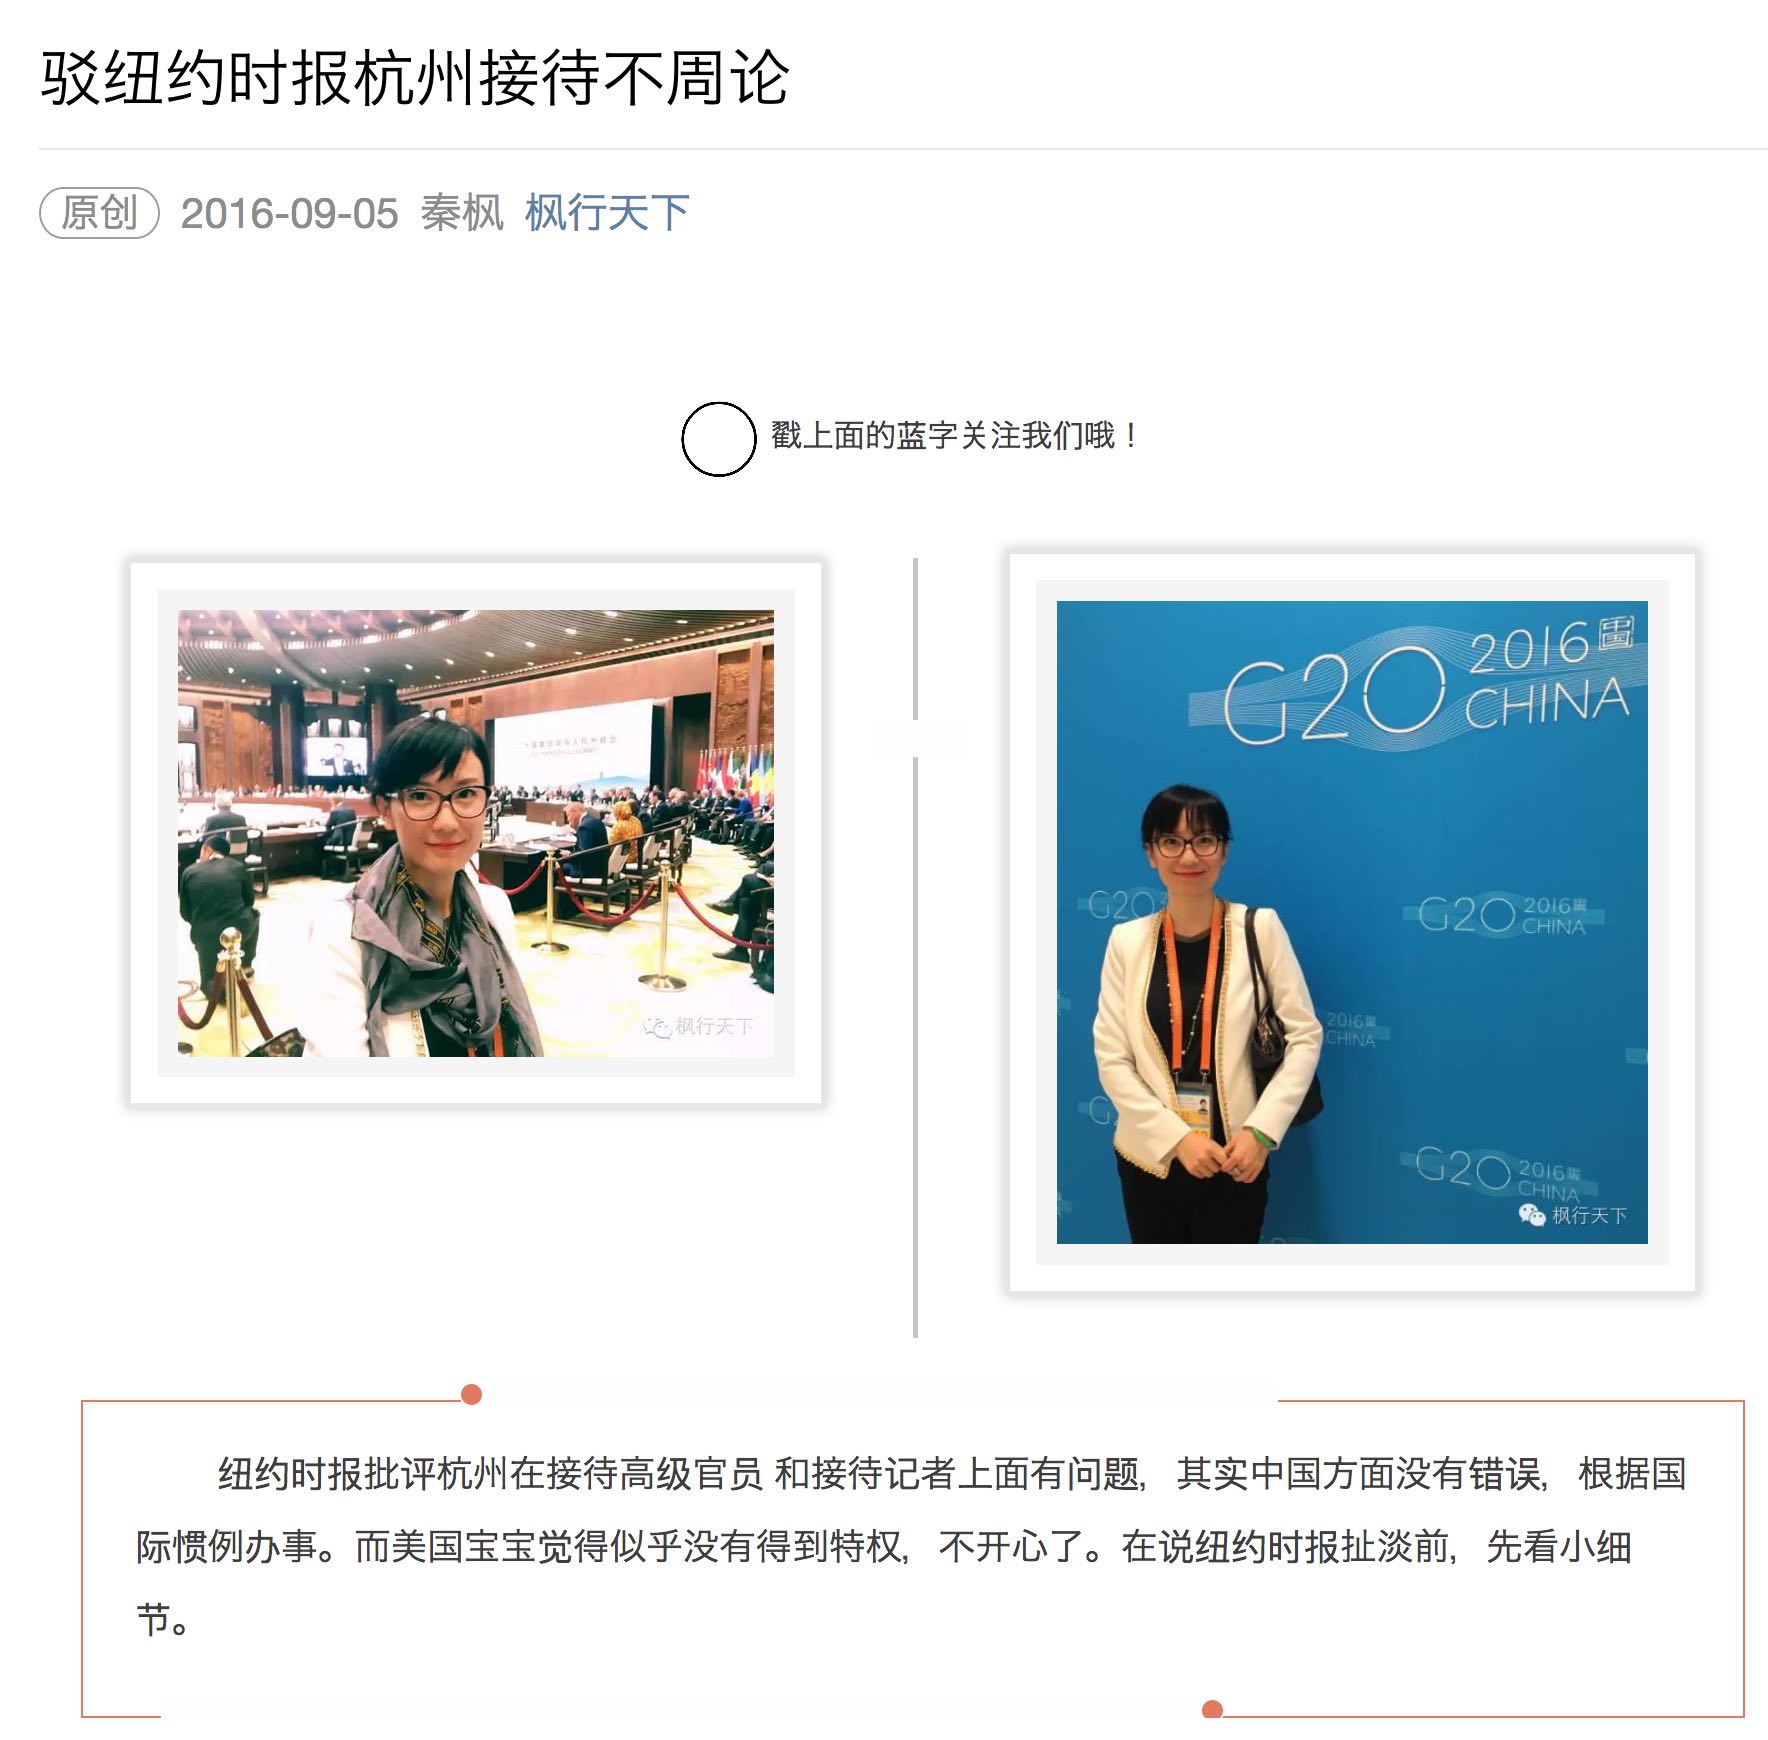 驳纽约时报杭州接待不周论
原创 2016-09-05 秦枫 枫行天下
戳上面的蓝字关注我们哦！
枫行天下
G20 2016 CHINA
G20
G20 2016 CHINA
2016 CHINA
G20 2016 CHINA
枫行天下
纽约时报批评杭州在接待高级官员 和接待记者上面有问题，其实中国方面没有错误，根据国
际惯例办事。而美国宝宝觉得似乎没有得到特权，不开心了。在说纽约时报扯淡前，先看小细
节。